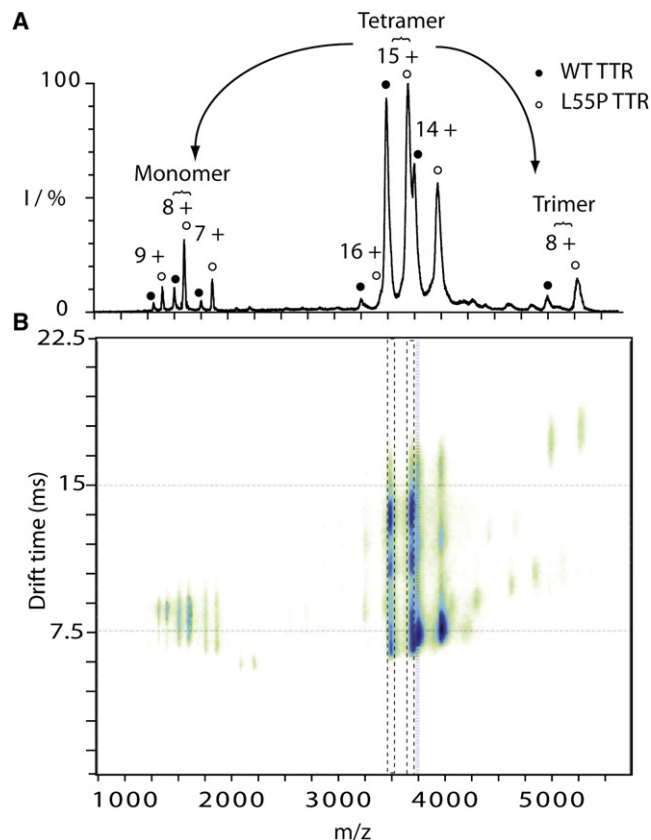 A
Tetramer
15 +
WT TTR
L55P TTR
100
14 +
I / %
Monomer
8 +
7 +
9 +
16 +
Trimer
8 +
0
B
22.5
15
7.5
Drift time (ms)
1000 2000 3000 4000 5000
m/z